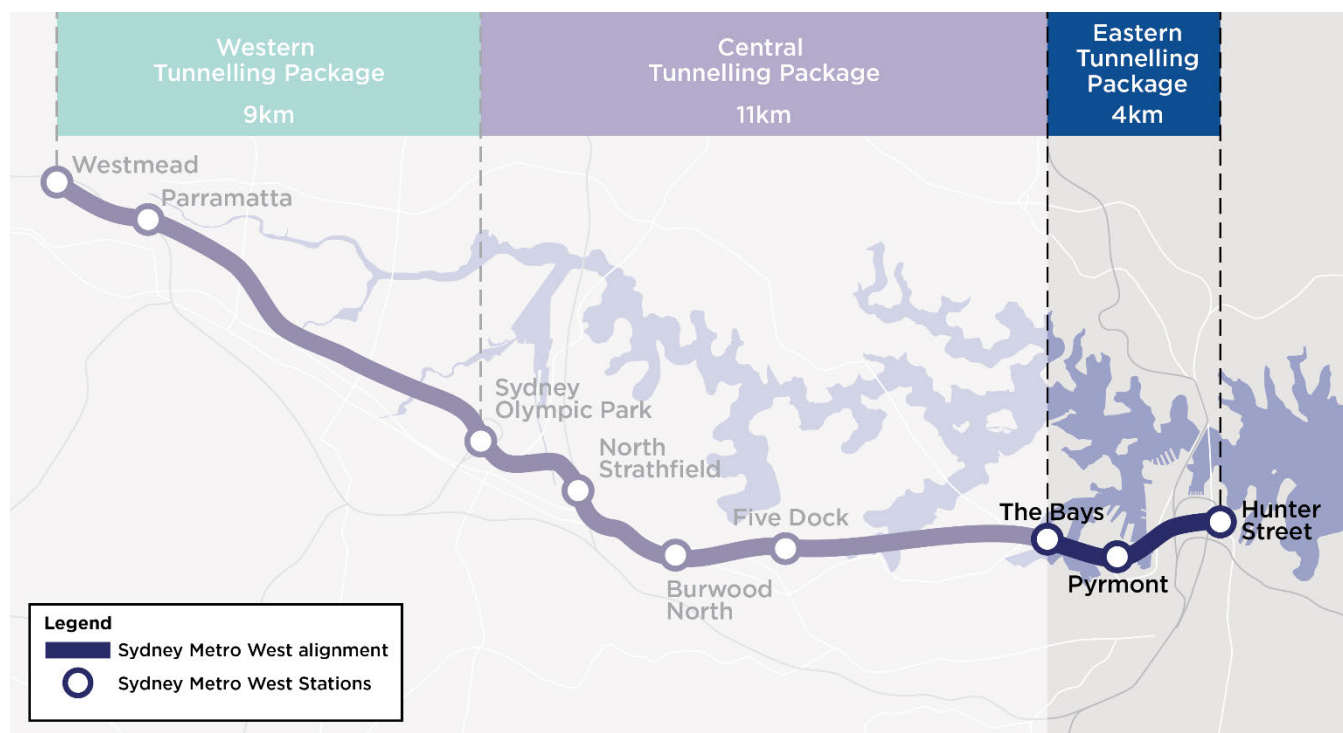 Western
Tunnelling Package
9km
Central
Tunnelling Package
11km
Eastern
Tunnelling
Package
4km
Westmead
Parramatta
Sydney
Olympic Park
North
Strathfield
Five Dock
Burwood
North
The Bays
Pyrmont
Hunter
Street
Legend
Sydney Metro West alignment
Sydney Metro West Stations